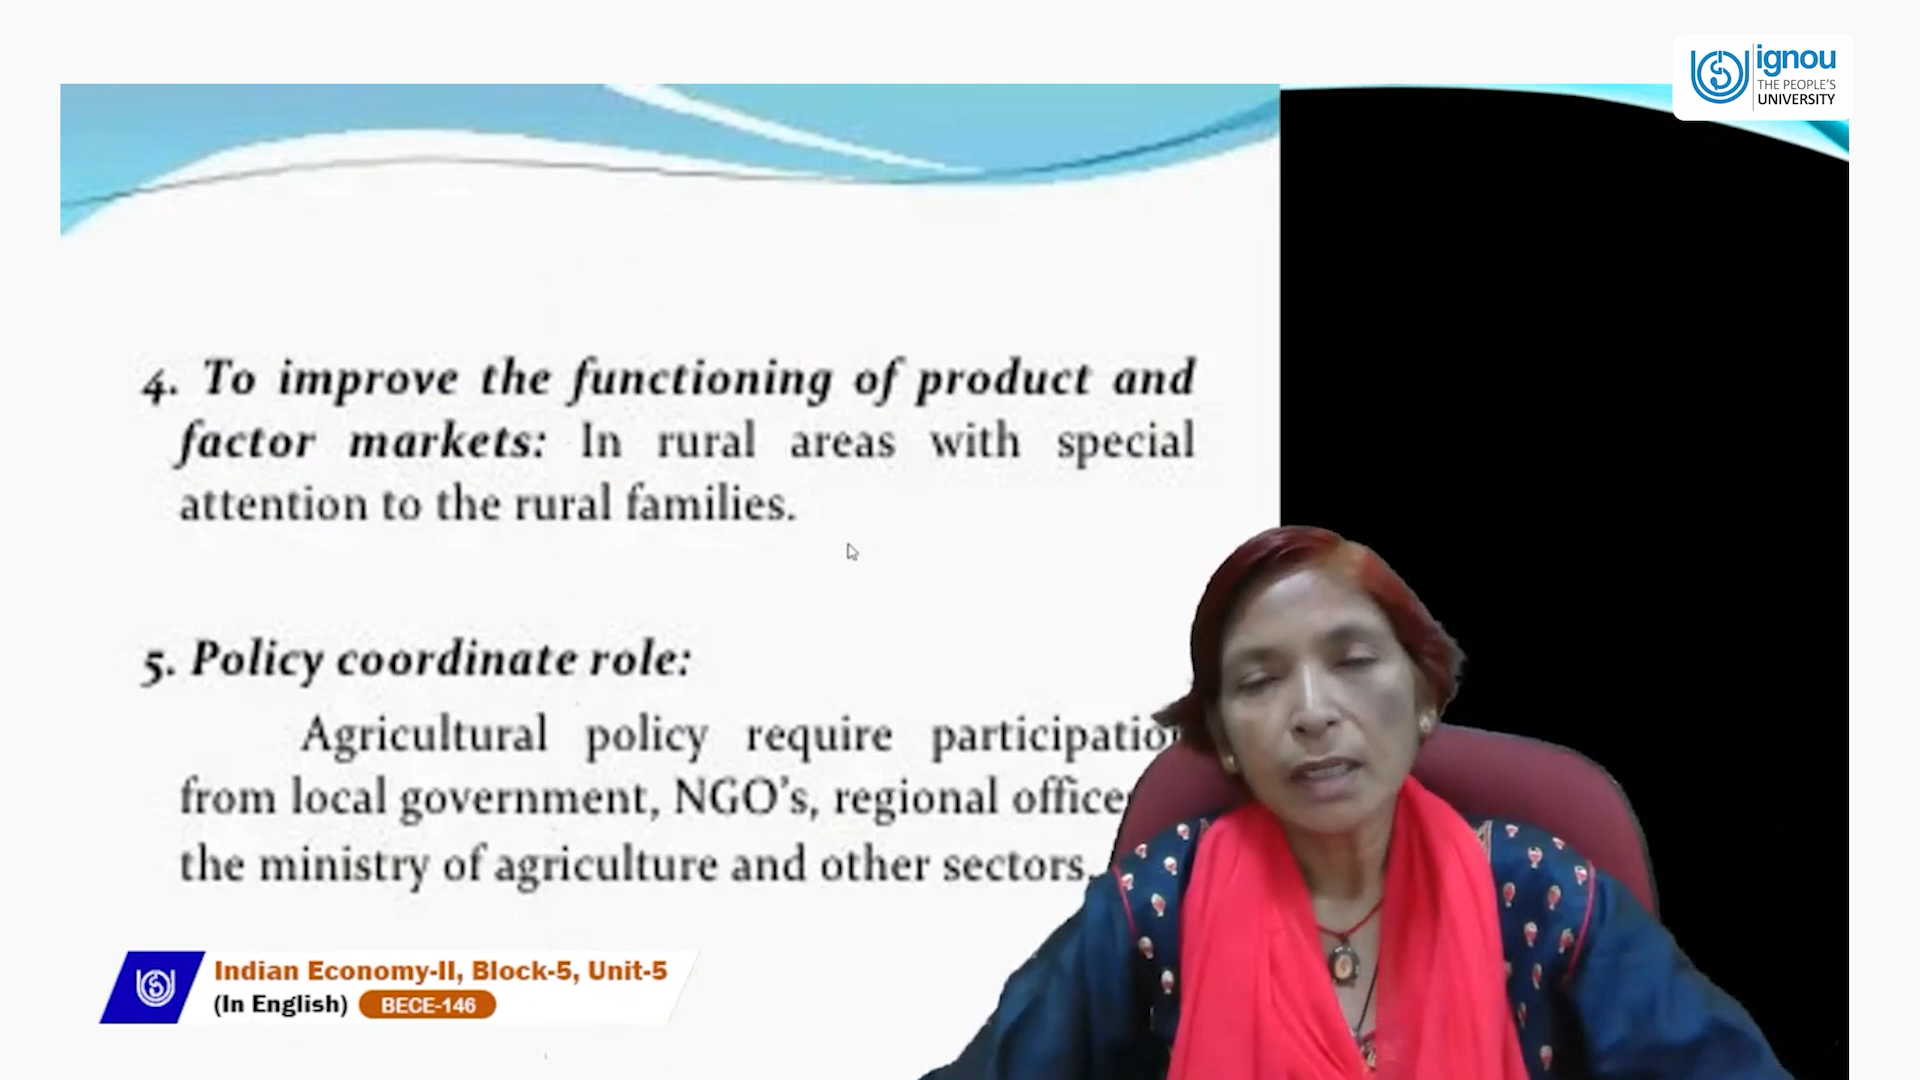 ignou
THE PEOPLE'S
UNIVERSITY
4. To improve the functioning of product and
factor markets: In rural areas with special
attention to the rural families.
5. Policy coordinate role:
Agricultural policy require
from local government, NGO's, regional
the ministry of agriculture and other sectors.
Indian Economy-II, Block-5, Unit-5
(In English) BECE-146